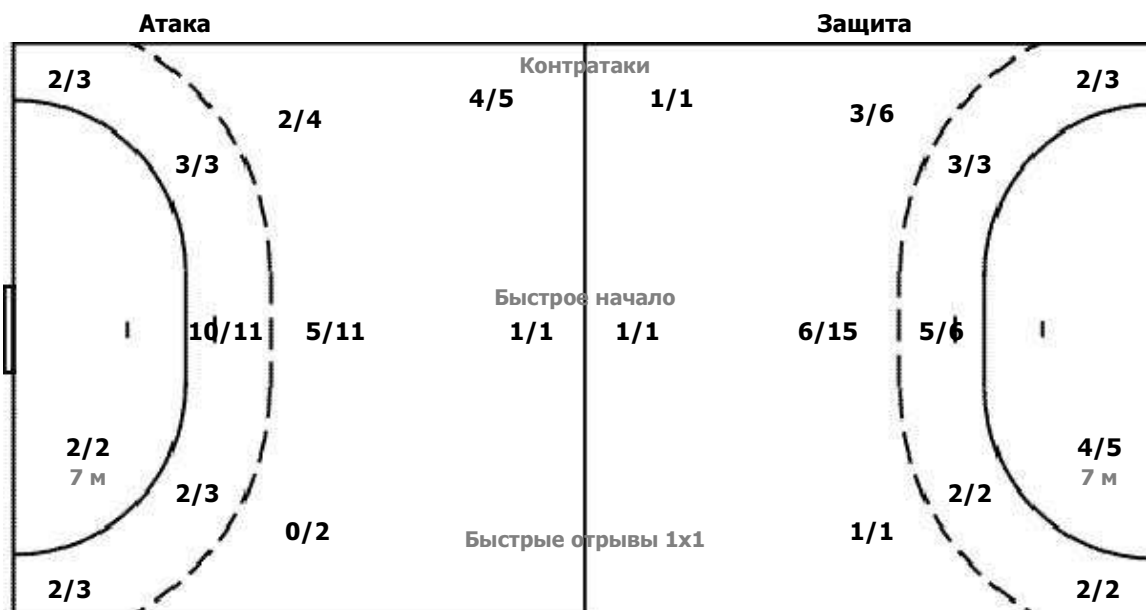 Атака Защита
Контратаки
2/3 2/3
4/5 1/1
2/4 3/6
3/3 3/3
Быстрое начало
10/11 5/11 1/1 1/1 6/15 5/6
2/2 4/5
7 м 7 м
2/3 2/2
0/2 1/1
Быстрые отрывы 1х1
2/3 2/2